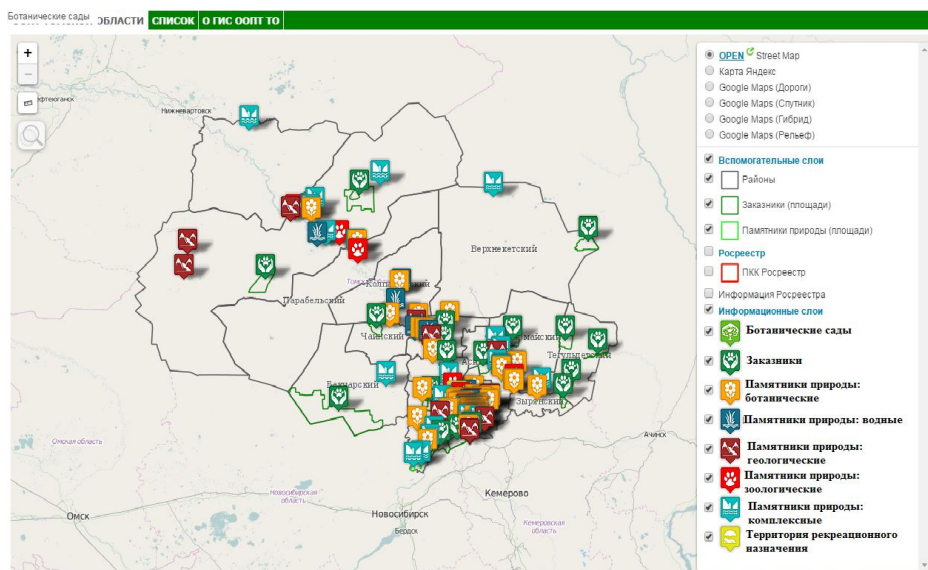 Ботанические сады
ОБЛАСТИ СПИСОК О ГИС ООПТ ТО
Нижневартовск
Верхнекетский
Парабельский
Чаинский
Бакчарский
Тегульдетский
Зырянский
Омская область
Ачинск
Новосибирская
область
Кемерово
Омск
Новосибирск
Бердск
Кемеровская
область
OPEN Street Map
Карта Яндекс
Google Maps (Дороги)
Google Maps (Спутник)
Google Maps (Гибрид)
Google Maps (Рельеф)
Вспомогательные слои
Районы
Заказники (площади)
Памятники природы (площади)
Росреестр
ПКК Росреестр
Информация Росреестра
Информационные слои
Ботанические сады
Заказники
Памятники природы:
ботанические
Памятники природы: водные
Памятники природы:
геологические
Памятники природы:
зоологические
Памятники природы:
комплексные
Территория рекреационного
назначения